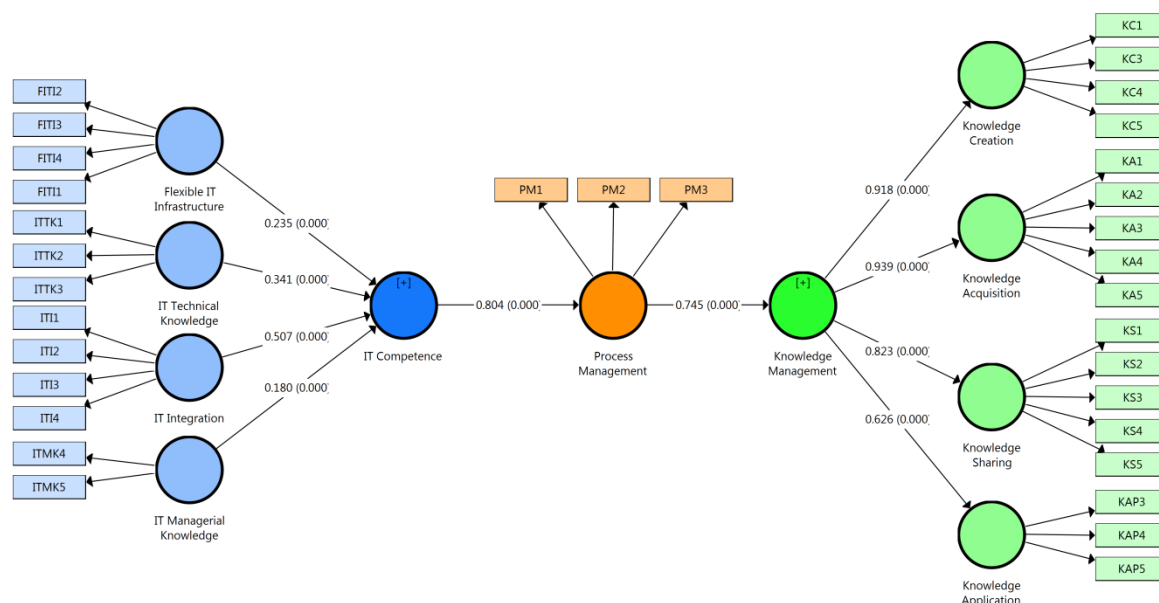 FITI2
FITI3
FITI4
FITI1
Flexible IT
Infrastructure
ITTK1
ITTK2
ITTK3
IT Technical
Knowledge
ITI1
ITI2
ITI3
ITI4
IT Integration
ITMK4
ITMK5
IT Managerial
Knowledge
0.235 (0.000)
0.341 (0.000)
0.507 (0.000)
0.180 (0.000)
[+]
IT Competence
0.804 (0.000)
PM1
PM2
PM3
Process
Management
0.745 (0.000)
[+]
Knowledge
Management
0.918 (0.000)
0.939 (0.000)
0.823 (0.000)
0.626 (0.000)
Knowledge
Creation
KC1
KC3
KC4
KC5
Knowledge
Acquisition
KA1
KA2
KA3
KA4
KA5
Knowledge
Sharing
KS1
KS2
KS3
KS4
KS5
Knowledge
Application
KAP3
KAP4
KAP5